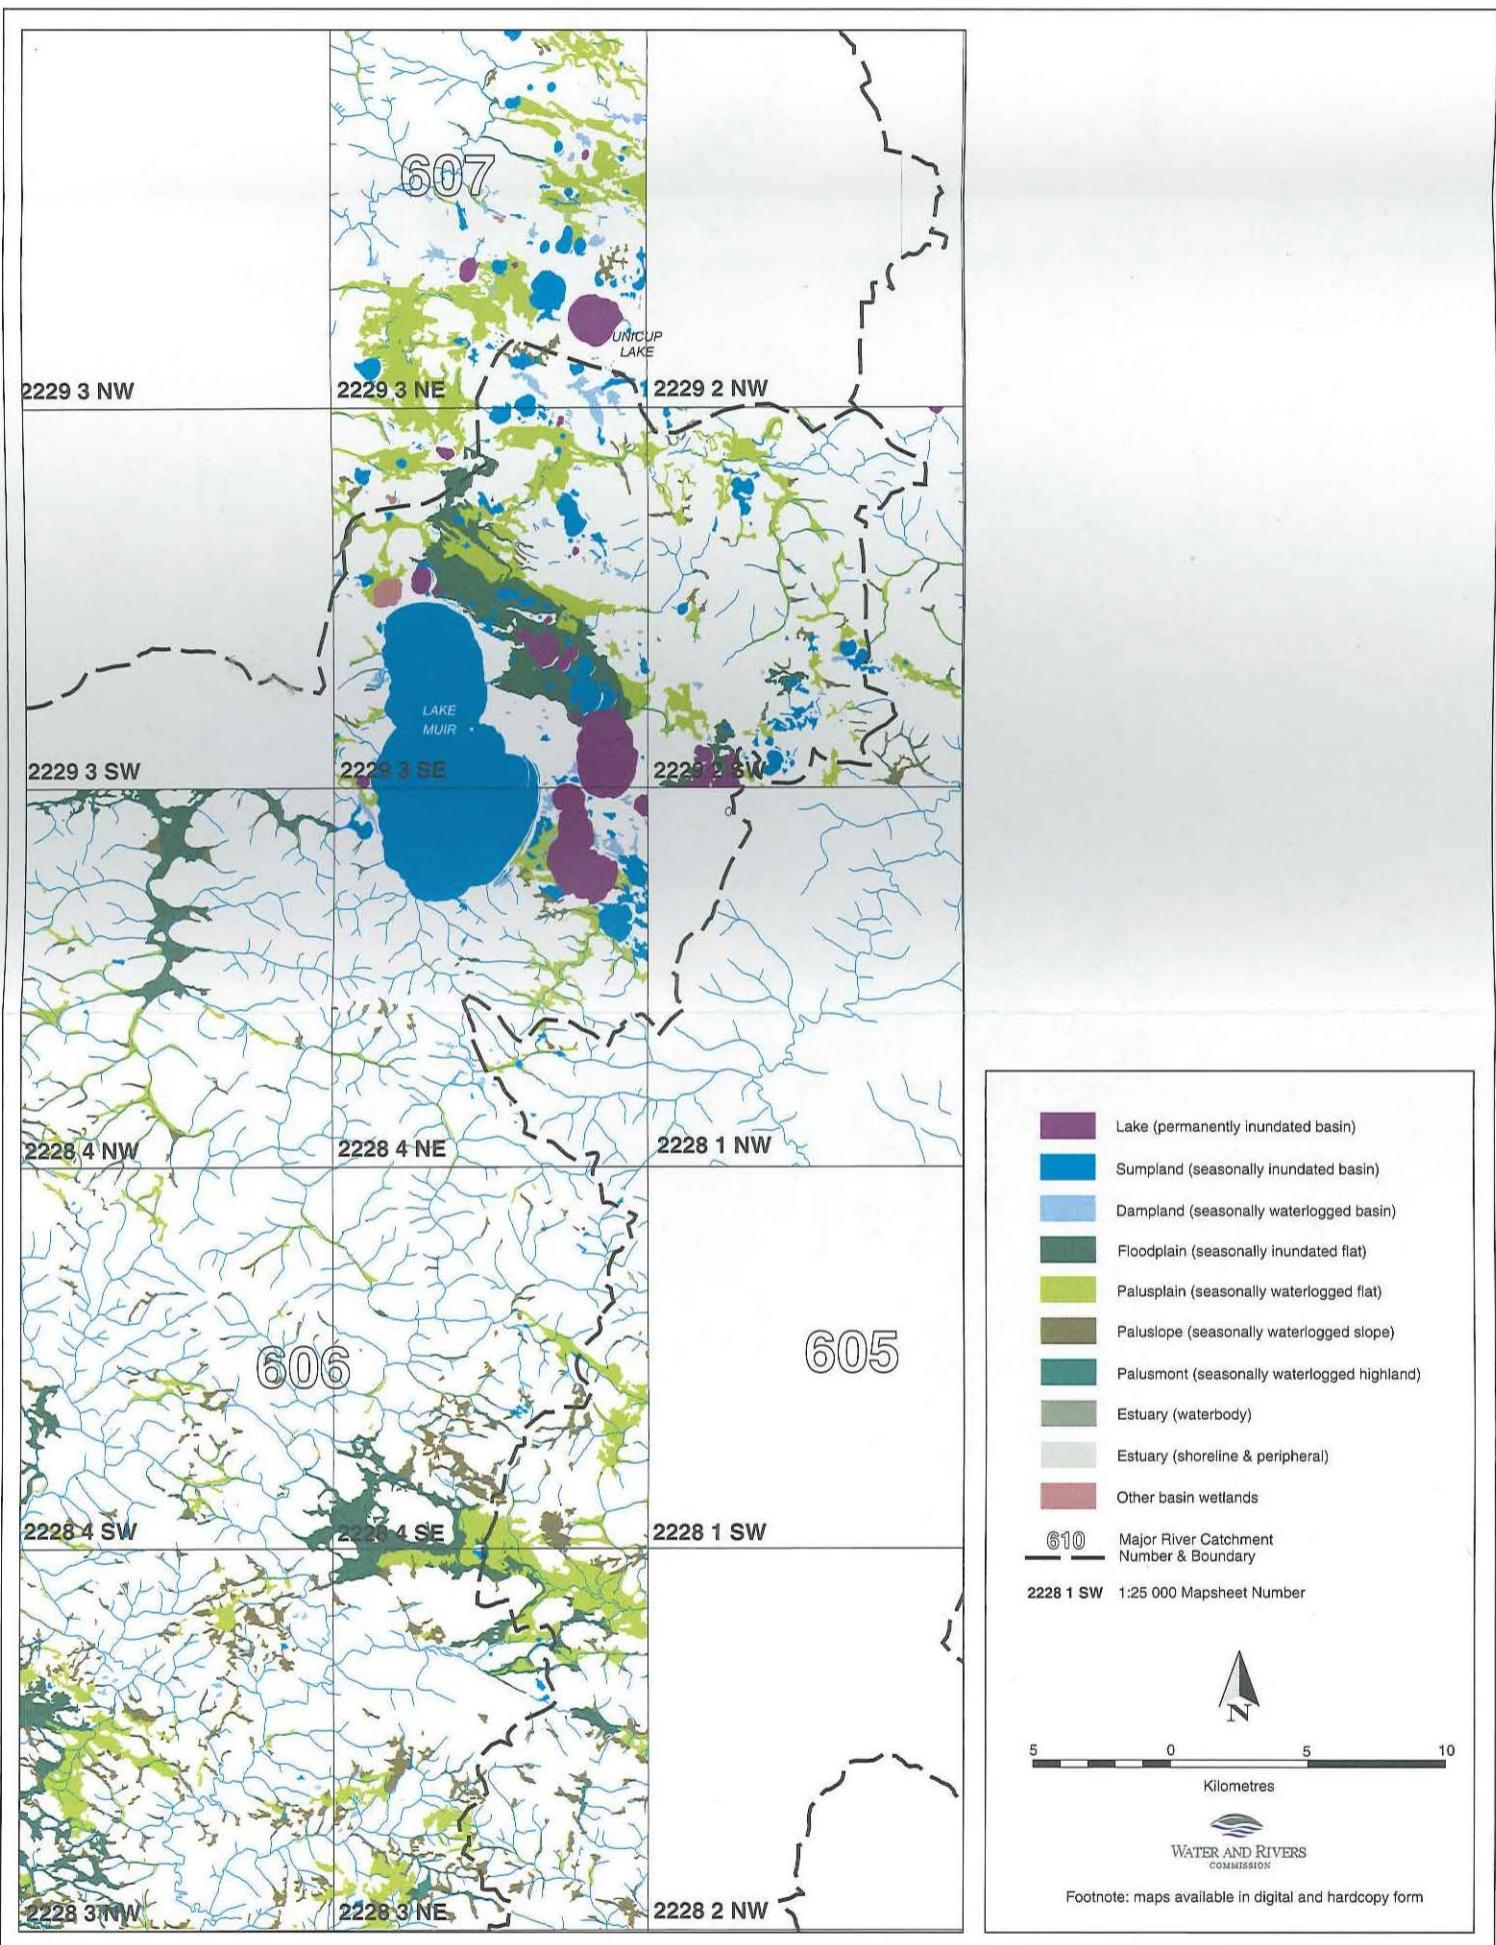 607
UNICUP
LAKE
2229 3 NW
2229 3 NE
2229 2 NW
LAKE
MUIR
2229 3 SW
2229 3 SE
2229 2 SW
2228 4 NW
2228 4 NE
2228 1 NW
606
605
2228 4 SW
2228 4 SE
2228 1 SW
2228 3 NW
2228 3 NE
2228 2 NW
Lake (permanently inundated basin)
Sumpland (seasonally inundated basin)
Dampland (seasonally waterlogged basin)
Floodplain (seasonally inundated flat)
Palusplain (seasonally waterlogged flat)
Paluslope (seasonally waterlogged slope)
Palusmont (seasonally waterlogged highland)
Estuary (waterbody)
Estuary (shoreline & peripheral)
Other basin wetlands
610 Major River Catchment
Number & Boundary
2228 1 SW 1:25 000 Mapsheet Number
N
5 0 5 10
Kilometres
WATER AND RIVERS
COMMISSION
Footnote: maps available in digital and hardcopy form